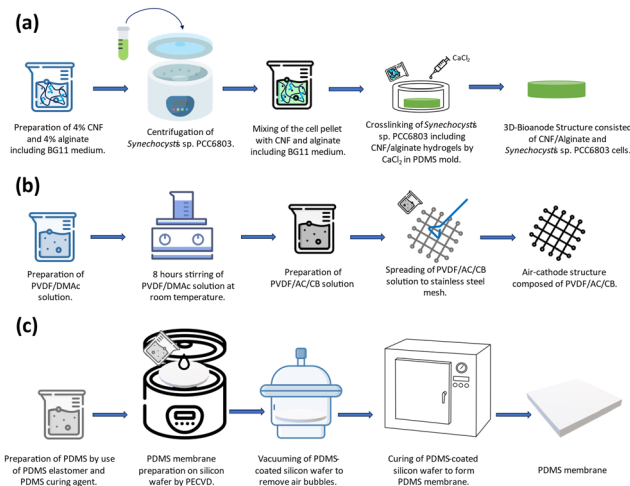 (a)
CaCl2
Preparation of 4% CNF
and 4% alginate
including BG11 medium.
Centrifugation of
Synechocystis sp. PCC6803.
Mixing of the cell pellet
with CNF and alginate
including BG11 medium.
Crosslinking of Synechocystis
sp. PCC6803 including
CNF/alginate hydrogels by
CaCl2 in PDMS mold.
3D-Bioanode Structure consisted
of CNF/Alginate and
Synechocystis sp. PCC6803 cells.
(b)
Preparation of
PVDF/DMAc
solution.
8 hours stirring of
PVDF/DMAc solution at
room temperature.
Preparation of
PVDF/AC/CB solution
Spreading of PVDF/AC/CB
solution to stainless steel
mesh.
Air-cathode structure
composed of PVDF/AC/CB.
(c)
Preparation of PDMS by use
of PDMS elastomer and
PDMS curing agent.
PDMS membrane
preparation on silicon
wafer by PECVD.
Vacuuming of PDMS-
coated silicon wafer to
remove air bubbles.
Curing of PDMS-coated
silicon wafer to form
PDMS membrane.
PDMS membrane